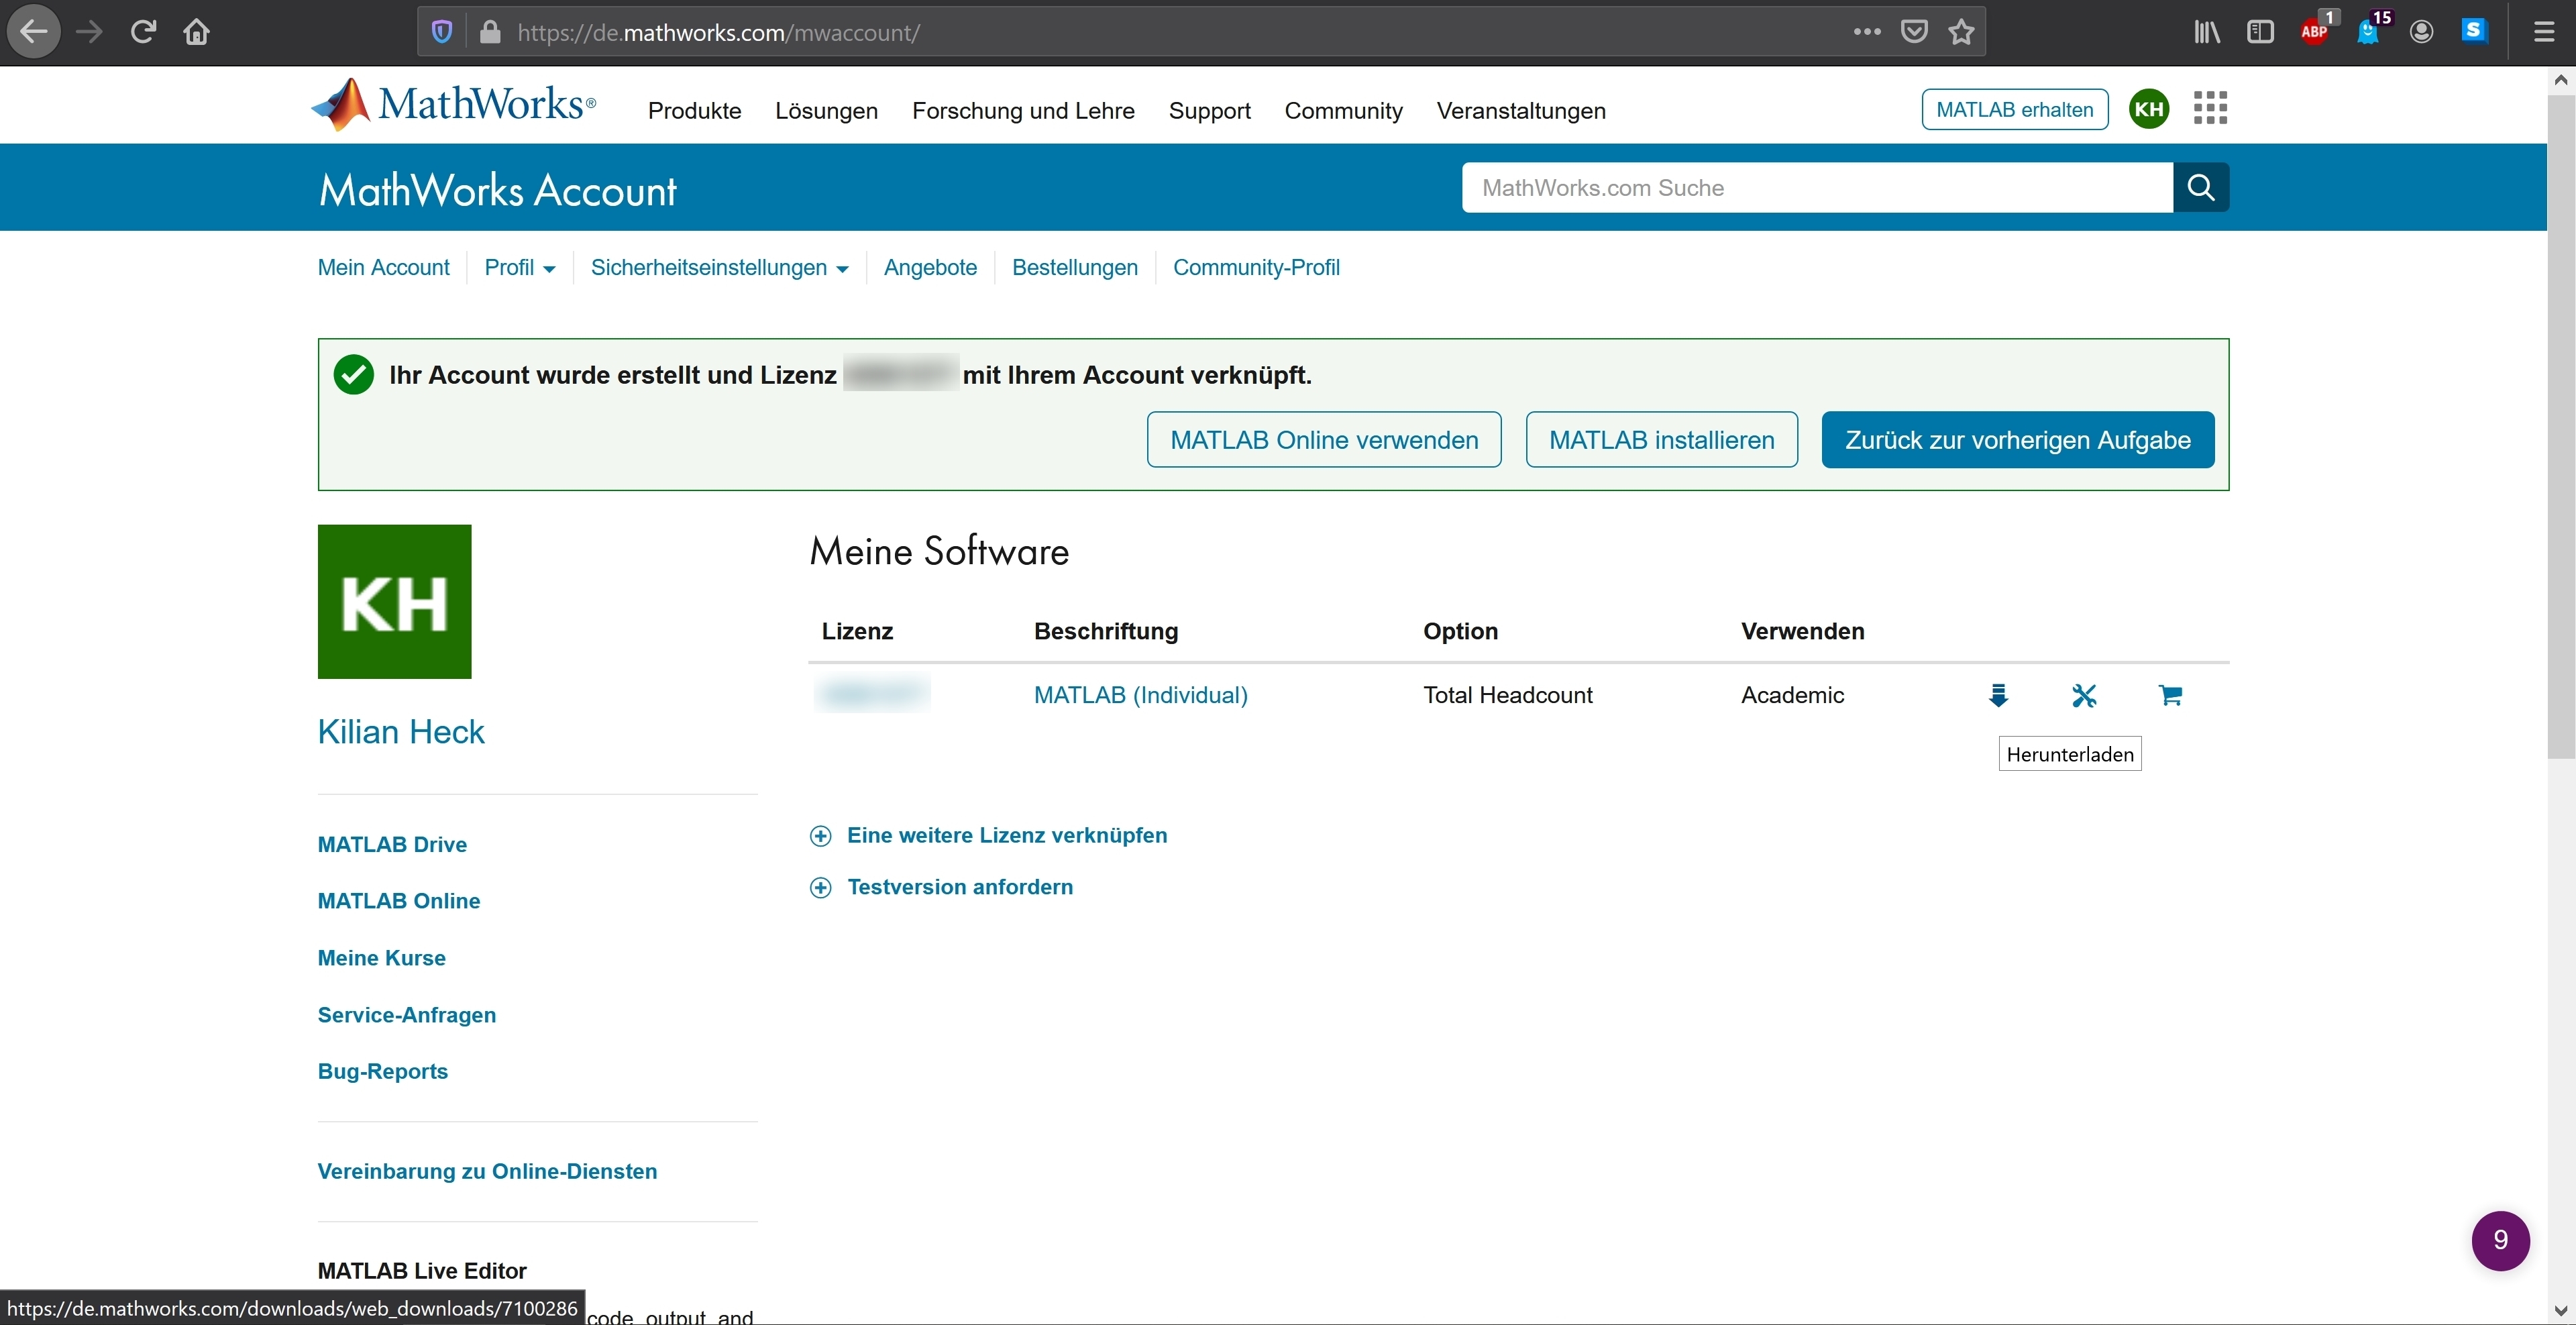 https://de.mathworks.com/mwaccount/
ABP 1 15 S
MathWorks®
Produkte Lösungen Forschung und Lehre Support Community Veranstaltungen
MATLAB erhalten KH
MathWorks Account
MathWorks.com Suche
Mein Account Profil Sicherheitseinstellungen Angebote Bestellungen Community-Profil
Ihr Account wurde erstellt und Lizenz mit Ihrem Account verknüpft.
MATLAB Online verwenden MATLAB installieren Zurück zur vorherigen Aufgabe
KH
Kilian Heck
MATLAB Drive
MATLAB Online
Meine Kurse
Service-Anfragen
Bug-Reports
Vereinbarung zu Online-Diensten
MATLAB Live Editor
code, output, and
Meine Software
Lizenz Beschriftung Option Verwenden
MATLAB (Individual) Total Headcount Academic
Herunterladen
Eine weitere Lizenz verknüpfen
Testversion anfordern
9
https://de.mathworks.com/downloads/web_downloads/7100286